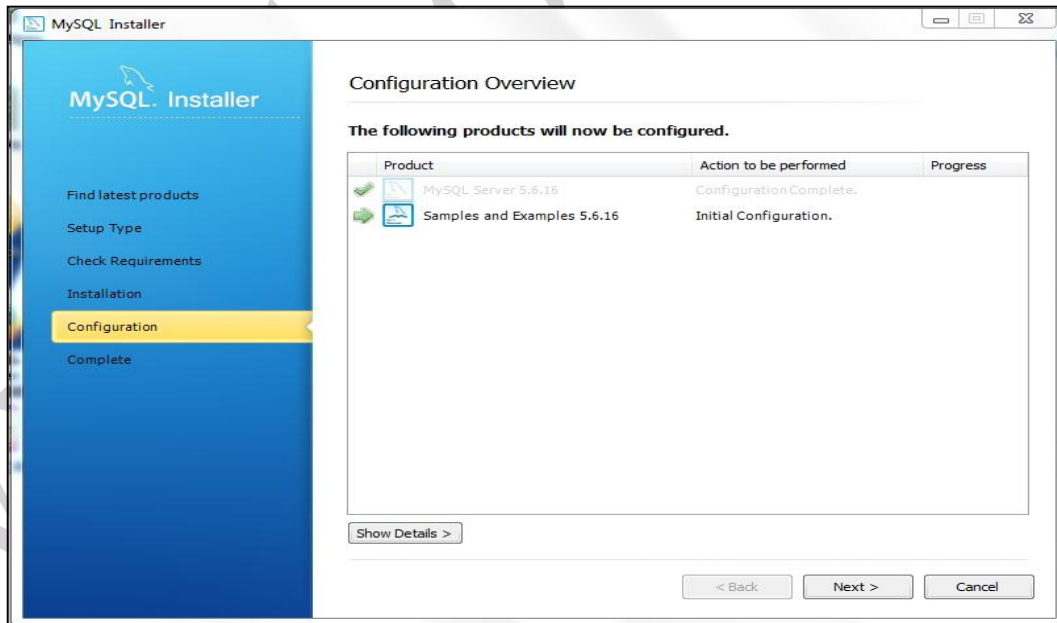 MySQL Installer
MySQL. Installer
Find latest products
Setup Type
Check Requirements
Installation
Configuration
Complete
Configuration Overview
The following products will now be configured.
Product Action to be performed Progress
MySQL Server 5.6.16 Configuration Complete.
Samples and Examples 5.6.16 Initial Configuration.
Show Details >
< Back Next > Cancel